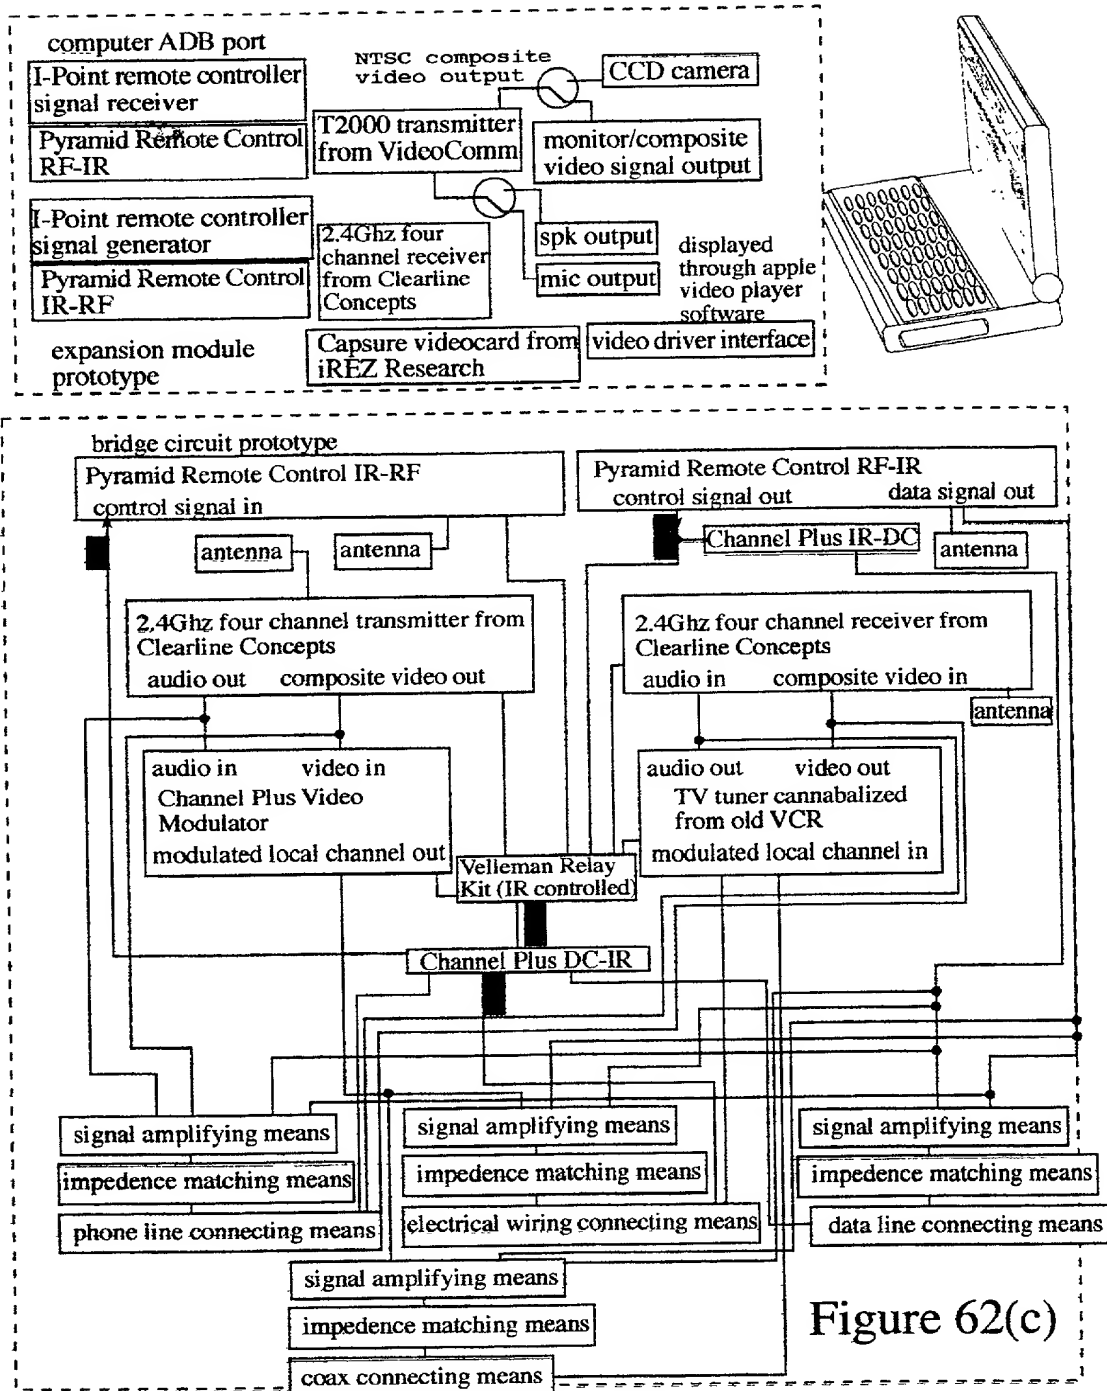 computer ADB port
I-Point remote controller
signal receiver
Pyramid Remote Control
RF-IR
I-Point remote controller
signal generator
Pyramid Remote Control
IR-RF
expansion module
prototype
NTSC composite
video output
CCD camera
T2000 transmitter
from VideoComm
monitor/composite
video signal output
2.4Ghz four
channel receiver
from Clearline
Concepts
spk output
mic output
displayed
through apple
video player
software
Capsure videocard from
iREZ Research
video driver interface
bridge circuit prototype
Pyramid Remote Control IR-RF
control signal in
Pyramid Remote Control RF-IR
control signal out
data signal out
antenna
antenna
Channel Plus IR-DC
antenna
2.4Ghz four channel transmitter from
Clearline Concepts
audio out composite video out
2.4Ghz four channel receiver from
Clearline Concepts
audio in composite video in
antenna
audio in video in
Channel Plus Video
Modulator
modulated local channel out
audio out video out
TV tuner cannabalized
from old VCR
modulated local channel in
Velleman Relay
Kit (IR controlled)
Channel Plus DC-IR
signal amplifying means
impedence matching means
phone line connecting means
signal amplifying means
impedence matching means
electrical wiring connecting means
signal amplifying means
impedence matching means
data line connecting means
signal amplifying means
impedence matching means
coax connecting means
Figure 62(c)